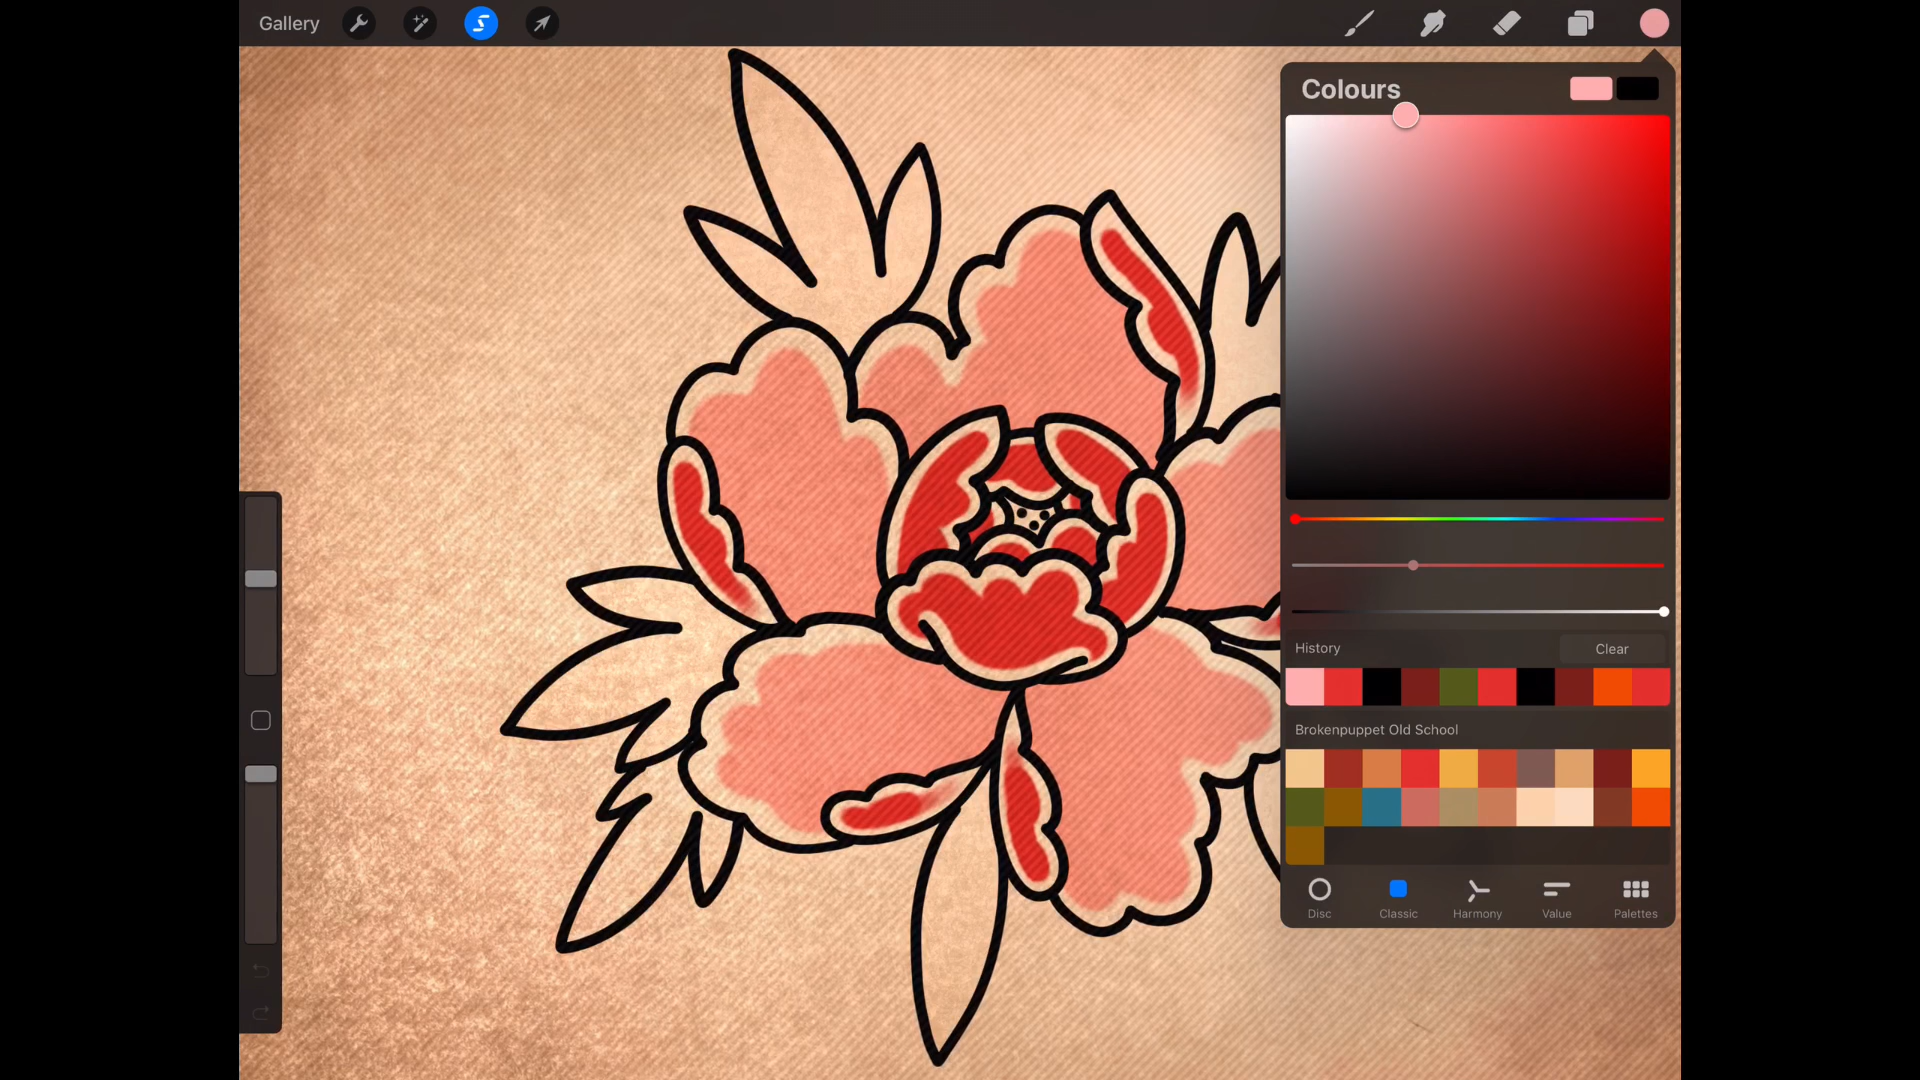 Gallery
Colours
History
Clear
Brokenpuppet Old School
Disc
Classic
Harmony
Value
Palettes